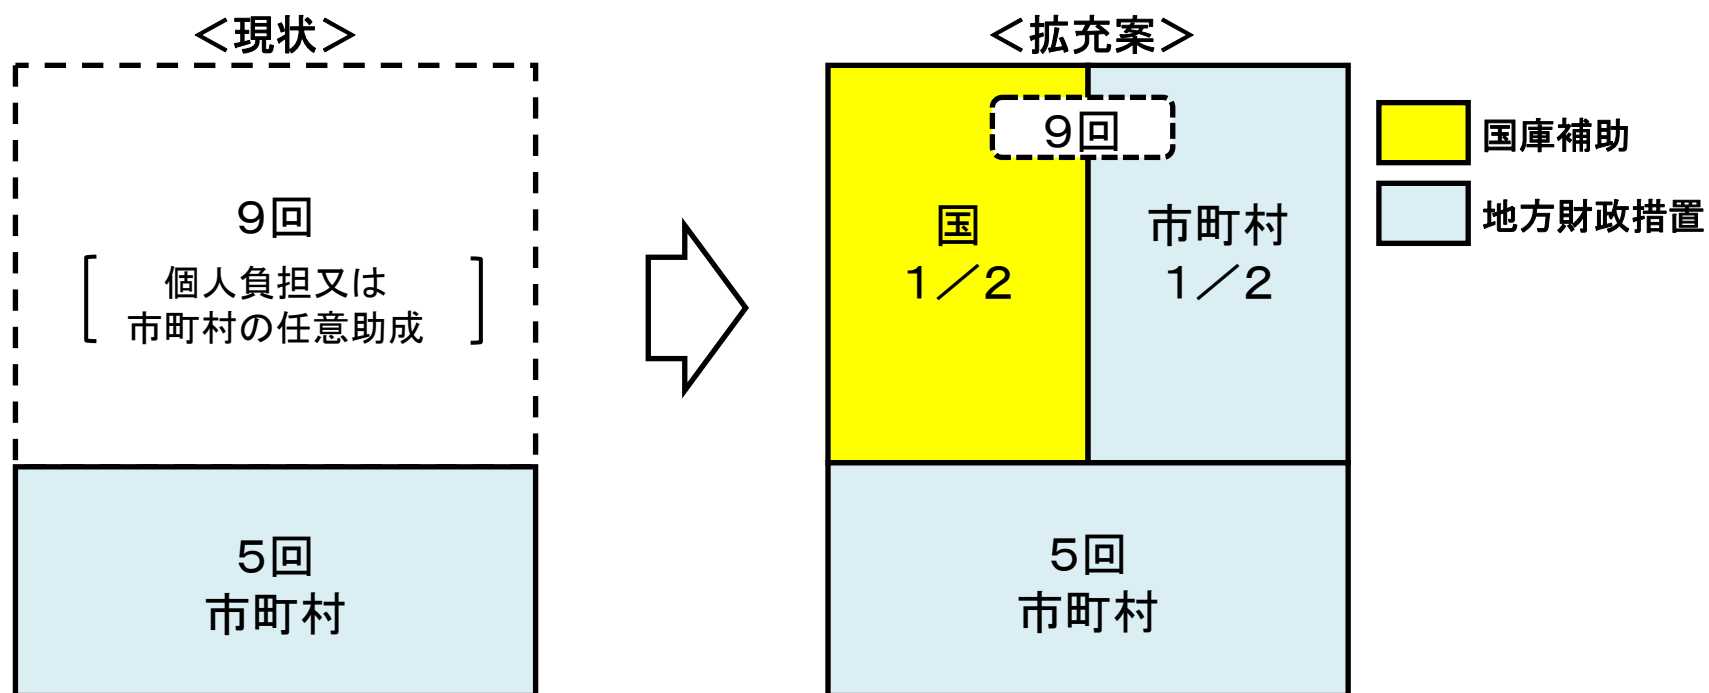 ＜現状＞
９回
個人負担又は
市町村の任意助成
５回
市町村
＜拡充案＞
９回
国
１／２
市町村
１／２
５回
市町村
国庫補助
地方財政措置